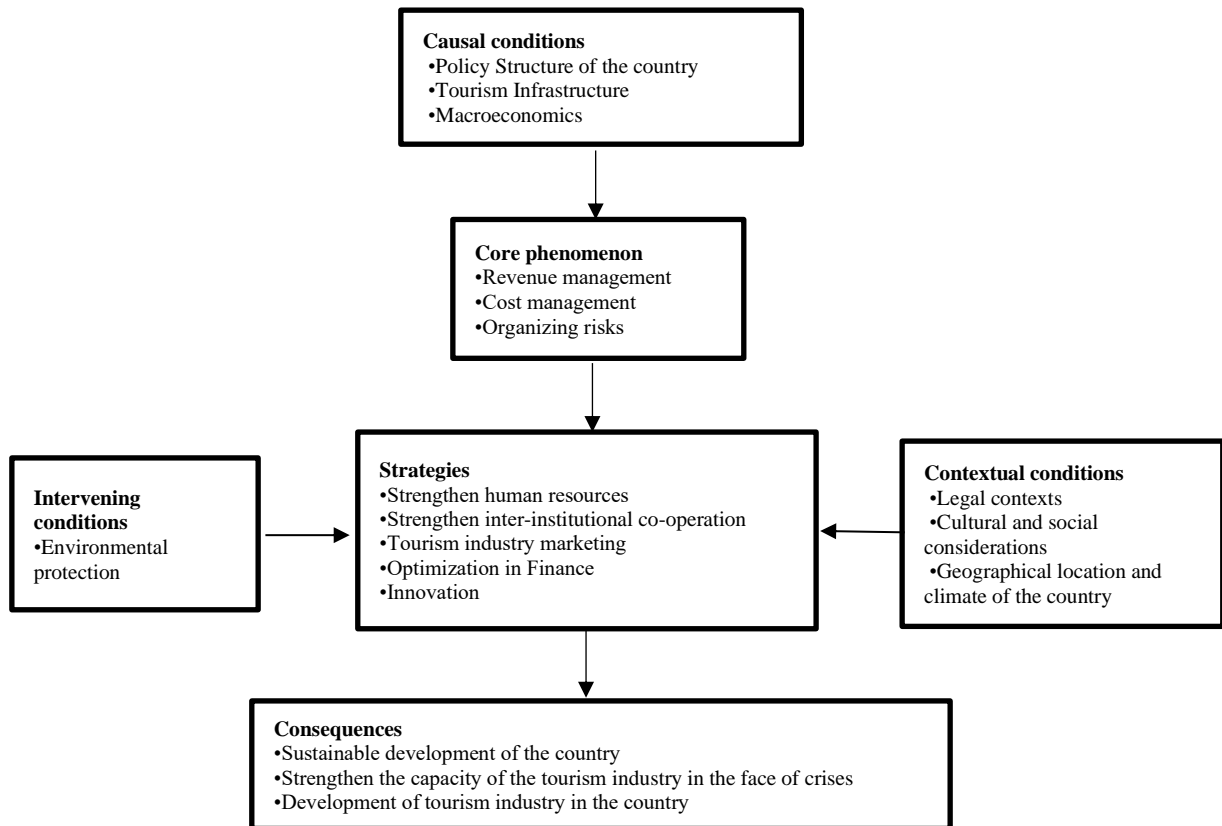 Causal conditions
•Policy Structure of the country
•Tourism Infrastructure
•Macroeconomics
Core phenomenon
•Revenue management
•Cost management
•Organizing risks
Intervening
conditions
•Environmental
protection
Strategies
•Strengthen human resources
•Strengthen inter-institutional co-operation
•Tourism industry marketing
•Optimization in Finance
•Innovation
Contextual conditions
•Legal contexts
•Cultural and social
considerations
•Geographical location and
climate of the country
Consequences
•Sustainable development of the country
•Strengthen the capacity of the tourism industry in the face of crises
•Development of tourism industry in the country